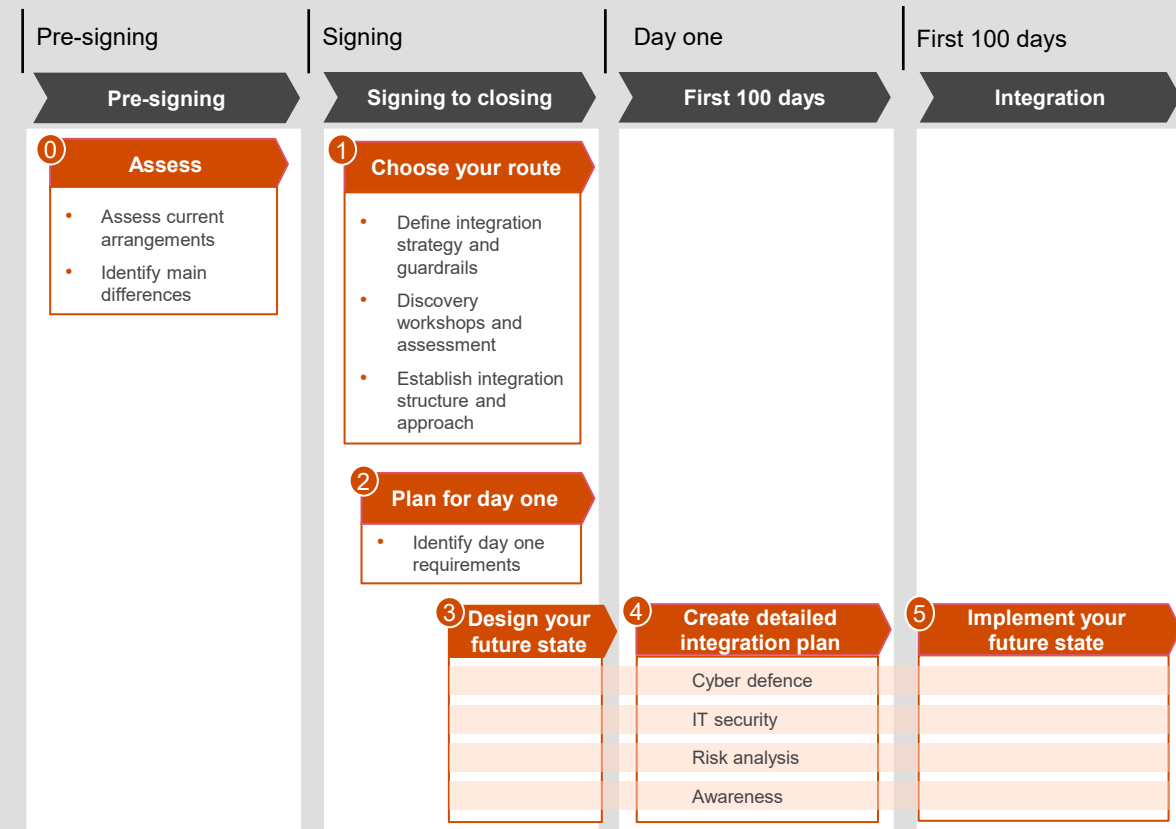 Pre-signing
Signing
Day one
First 100 days
Pre-signing
Signing to closing
First 100 days
Integration
0
Assess
• Assess current
arrangements
• Identify main
differences
1
Choose your route
• Define integration
strategy and
guardrails
• Discovery
workshops and
assessment
• Establish integration
structure and
approach
2
Plan for day one
• Identify day one
requirements
3
Design your
future state
4
Create detailed
integration plan
5
Implement your
future state
Cyber defence
IT security
Risk analysis
Awareness